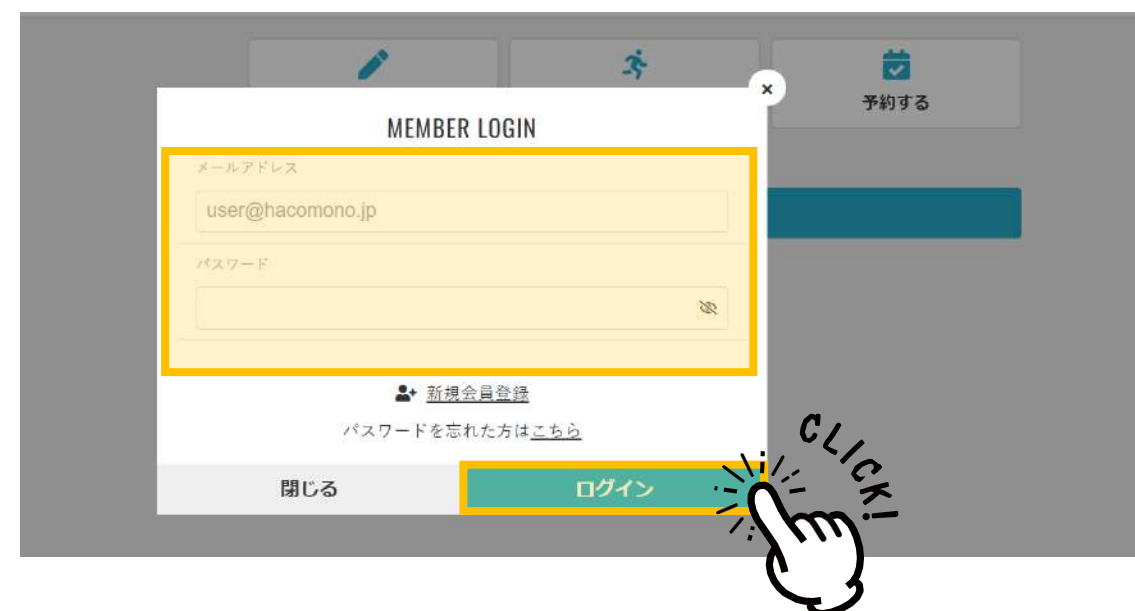 予約する
×
MEMBER LOGIN
メールアドレス
user@hacomono.jp
パスワード
新規会員登録
パスワードを忘れた方はこちら
閉じる
ログイン
CLICK!